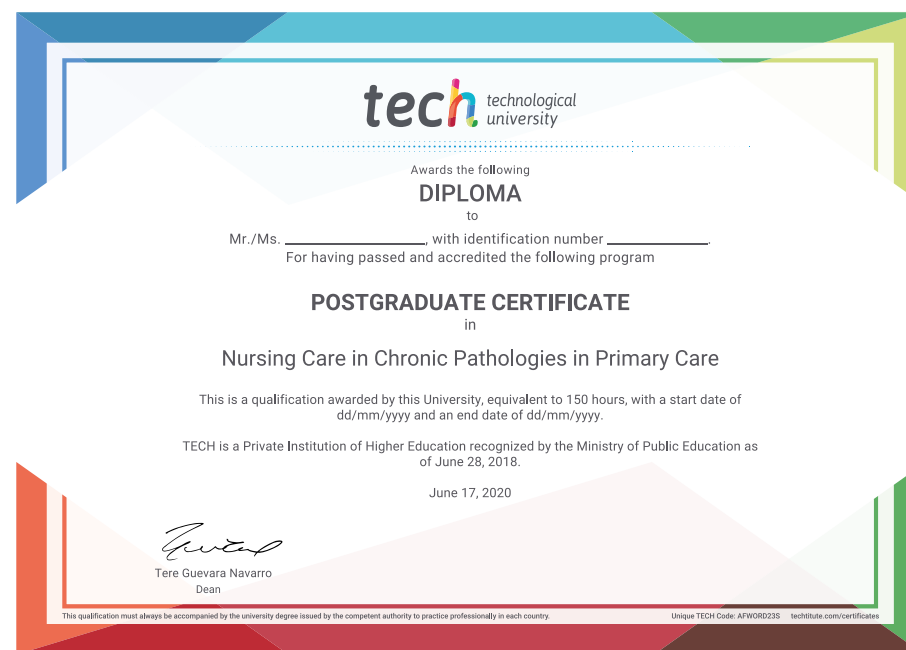 tech technological
university
Awards the following
DIPLOMA
to
Mr./Ms. ____________, with identification number ____________.
For having passed and accredited the following program
POSTGRADUATE CERTIFICATE
in
Nursing Care in Chronic Pathologies in Primary Care
This is a qualification awarded by this University, equivalent to 150 hours, with a start date of
dd/mm/yyyy and an end date of dd/mm/yyyy.
TECH is a Private Institution of Higher Education recognized by the Ministry of Public Education as
of June 28, 2018.
June 17, 2020
Tere Guevara Navarro
Dean
This qualification must always be accompanied by the university degree issued by the competent authority to practice professionally in each country. Unique TECH Code: AFWORD23S techtitute.com/certificates